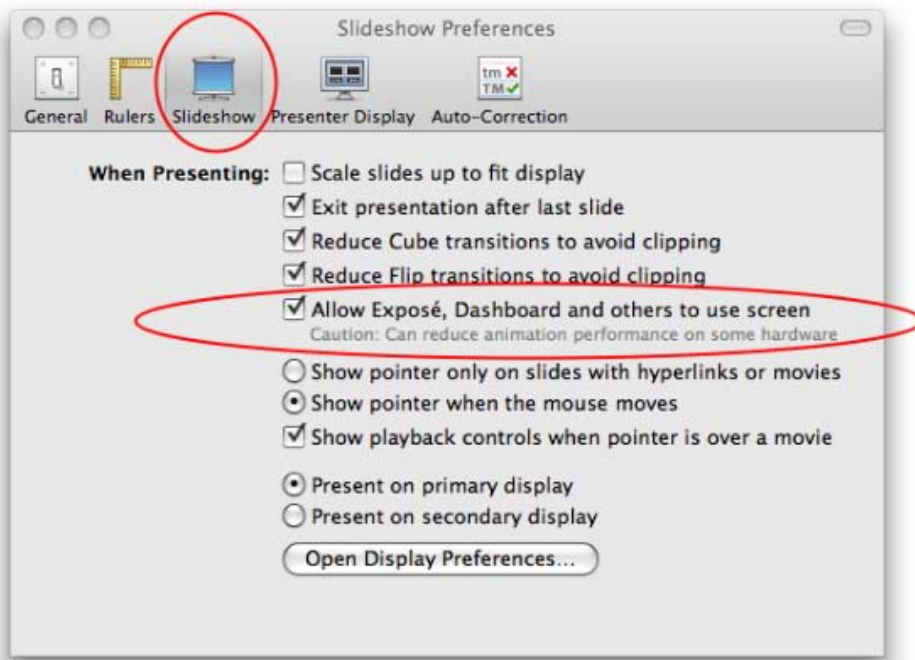 Slideshow Preferences
tm
TM
General Rulers Slideshow Presenter Display Auto-Correction
When Presenting: Scale slides up to fit display
Exit presentation after last slide
Reduce Cube transitions to avoid clipping
Reduce Flip transitions to avoid clipping
Allow Exposé, Dashboard and others to use screen
Caution: Can reduce animation performance on some hardware
Show pointer only on slides with hyperlinks or movies
Show pointer when the mouse moves
Show playback controls when pointer is over a movie
Present on primary display
Present on secondary display
Open Display Preferences...